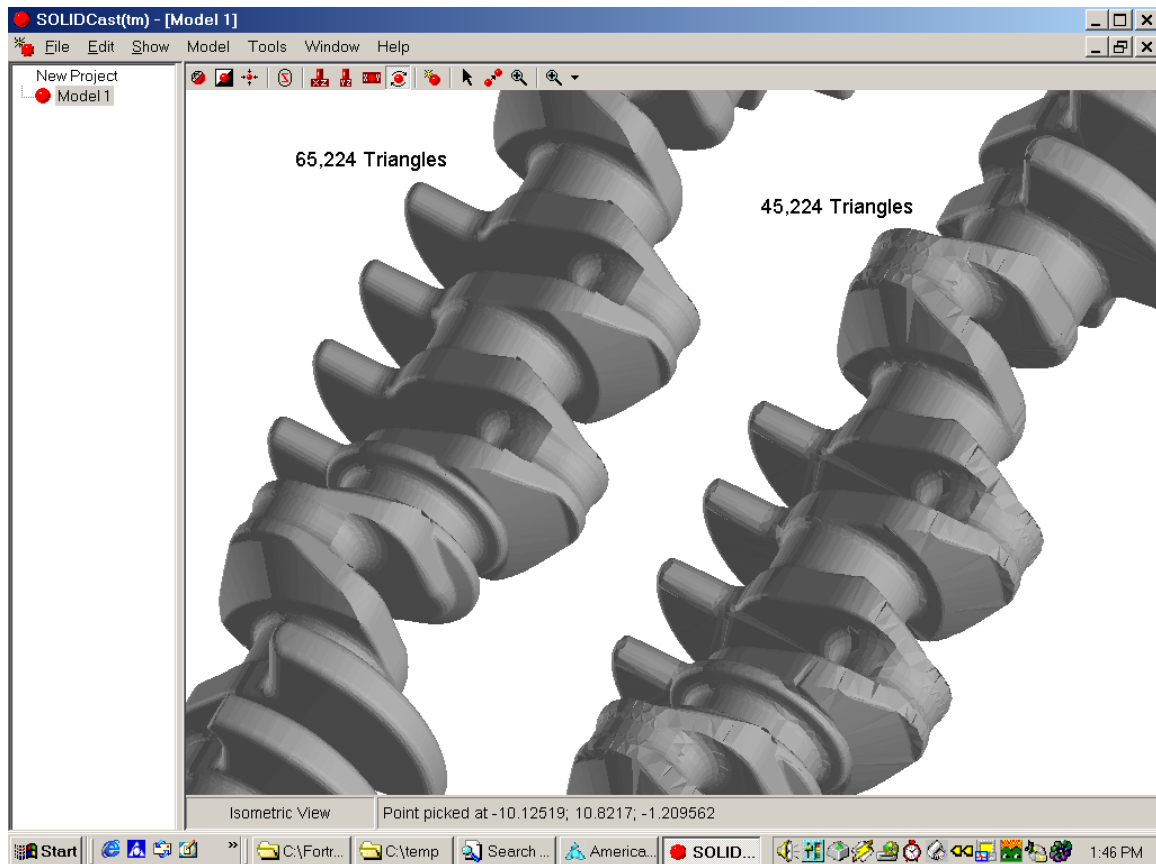 SOLIDCast(tm) - [Model 1]
File Edit Show Model Tools Window Help
New Project
Model 1
XZ YZ
65,224 Triangles
45,224 Triangles
Isometric View
Point picked at -10.12519; 10.8217; -1.209562
Start » C:\Fortr... C:\temp Search ... America... SOLID... 1:46 PM